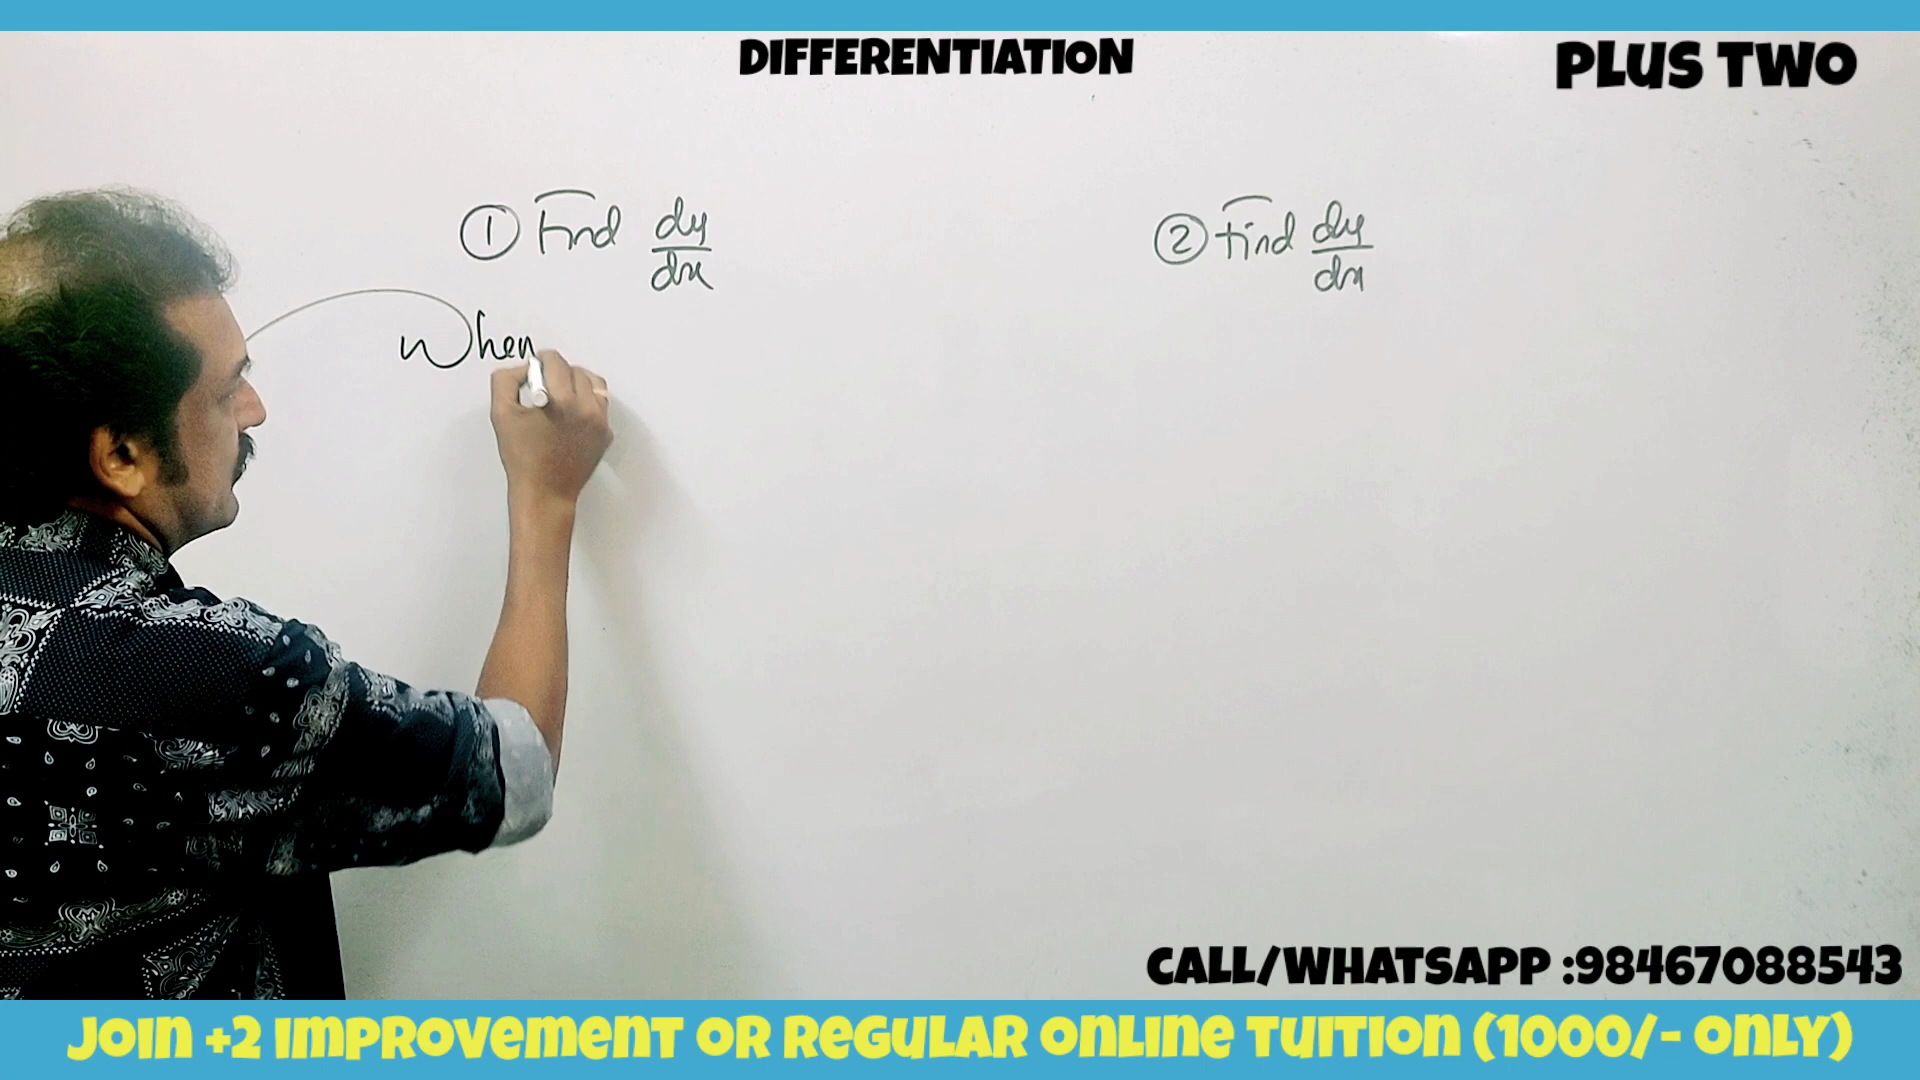 DIFFERENTIATION
PLUS TWO
① Find dy/dx
When
② Find dy/dx
CALL/WHATSAPP :98467088543
JOIN +2 IMPROVEMENT OR REGULAR ONLINE TUITION (1000/- ONLY)